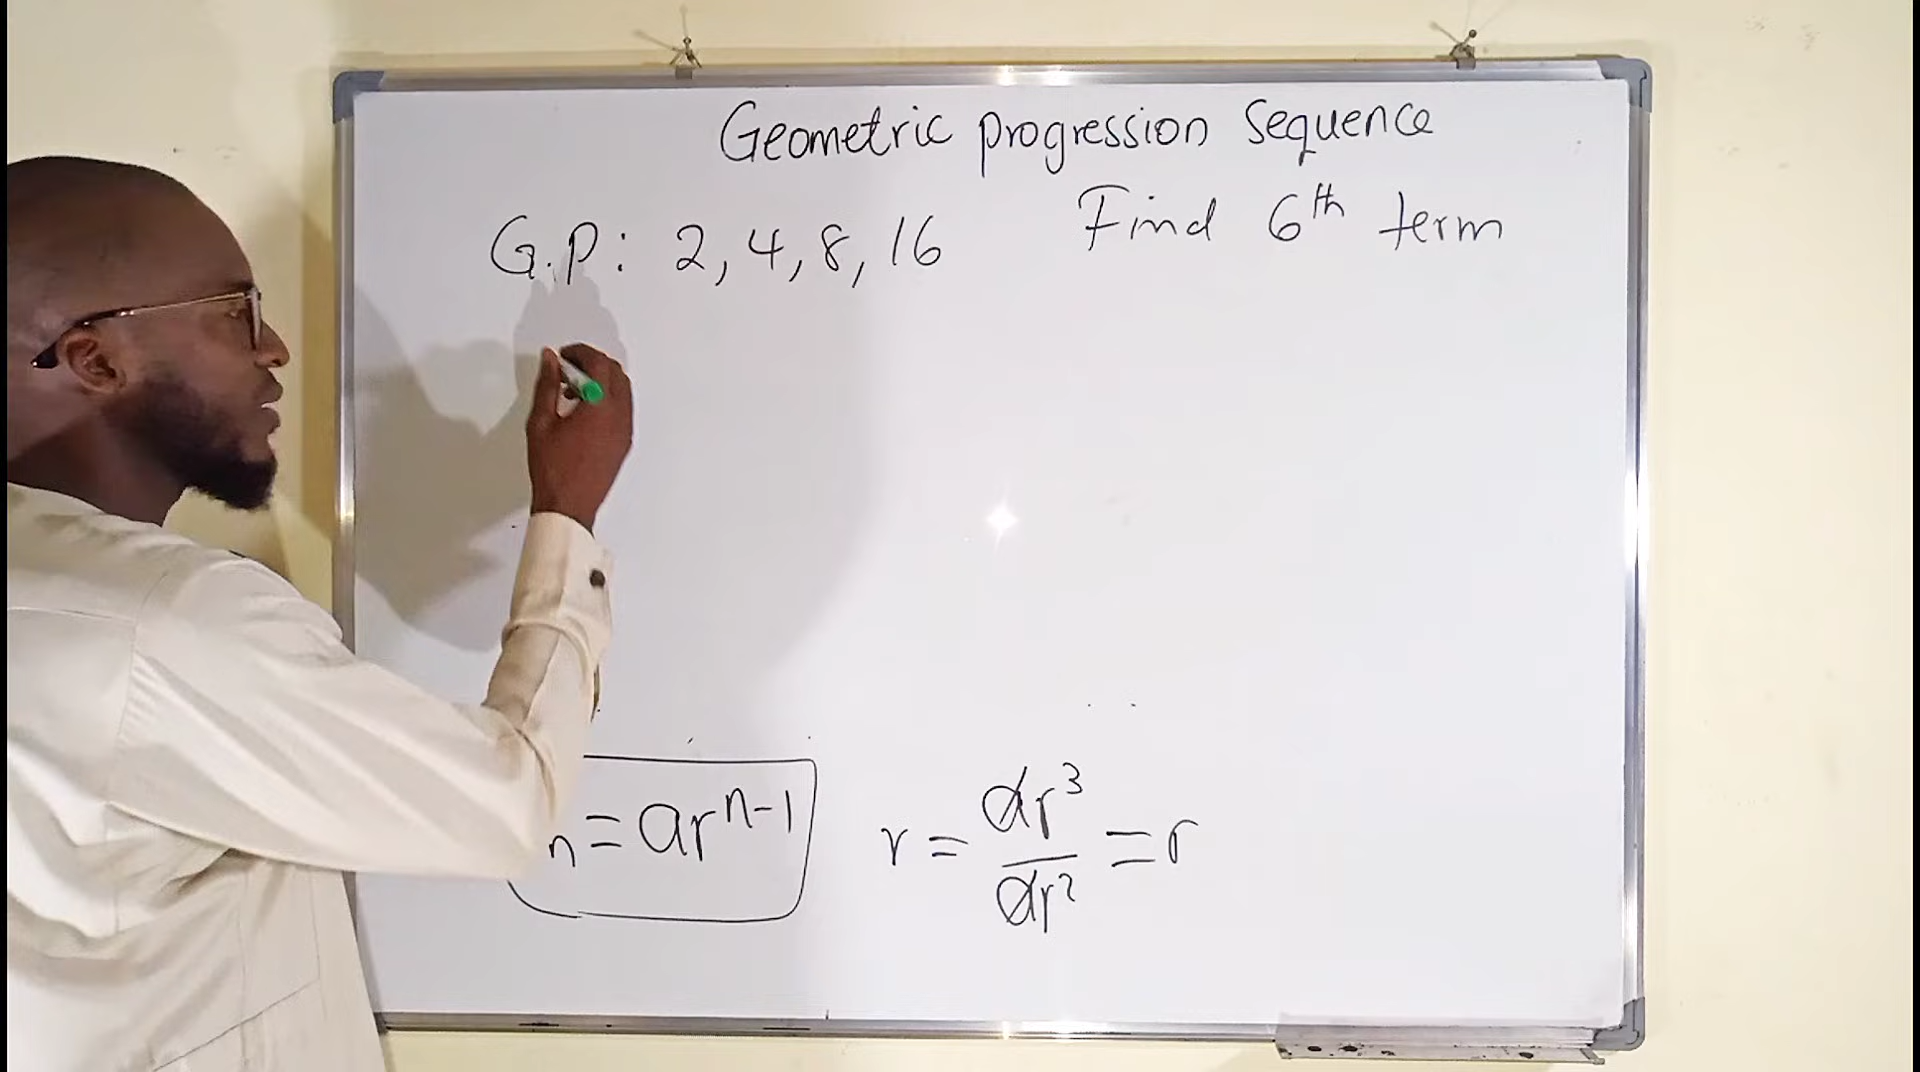 Geometric progression Sequence
G.P: 2, 4, 8, 16
Find 6th term
n = ar^n-1
r = ar^3/ar^2 = r